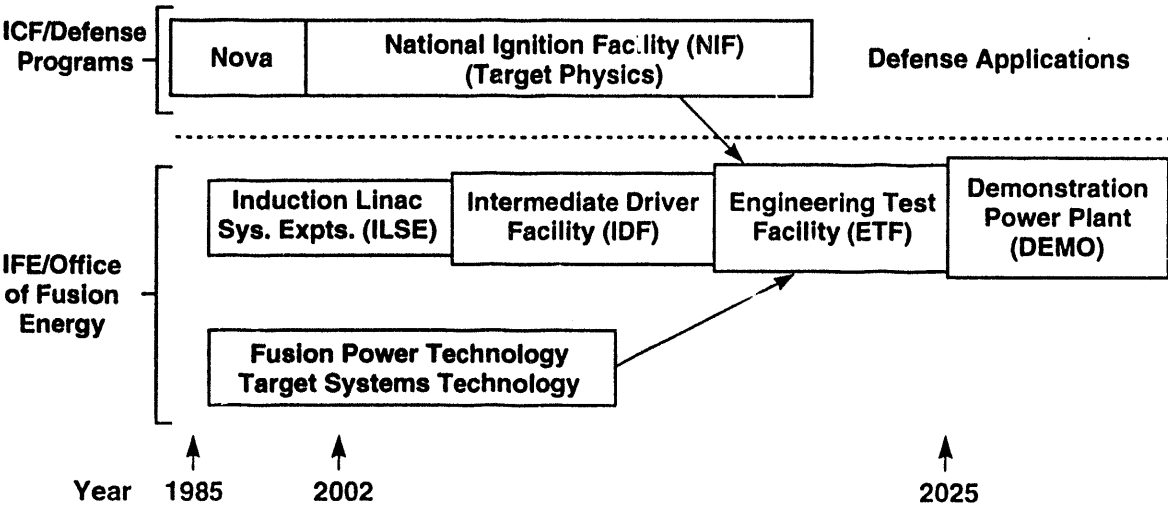 ICF/Defense
Programs
Nova
National Ignition Facility (NIF)
(Target Physics)
Defense Applications
IFE/Office
of Fusion
Energy
Induction Linac
Sys. Expts. (ILSE)
Intermediate Driver
Facility (IDF)
Engineering Test
Facility (ETF)
Demonstration
Power Plant
(DEMO)
Fusion Power Technology
Target Systems Technology
Year
1985
2002
2025